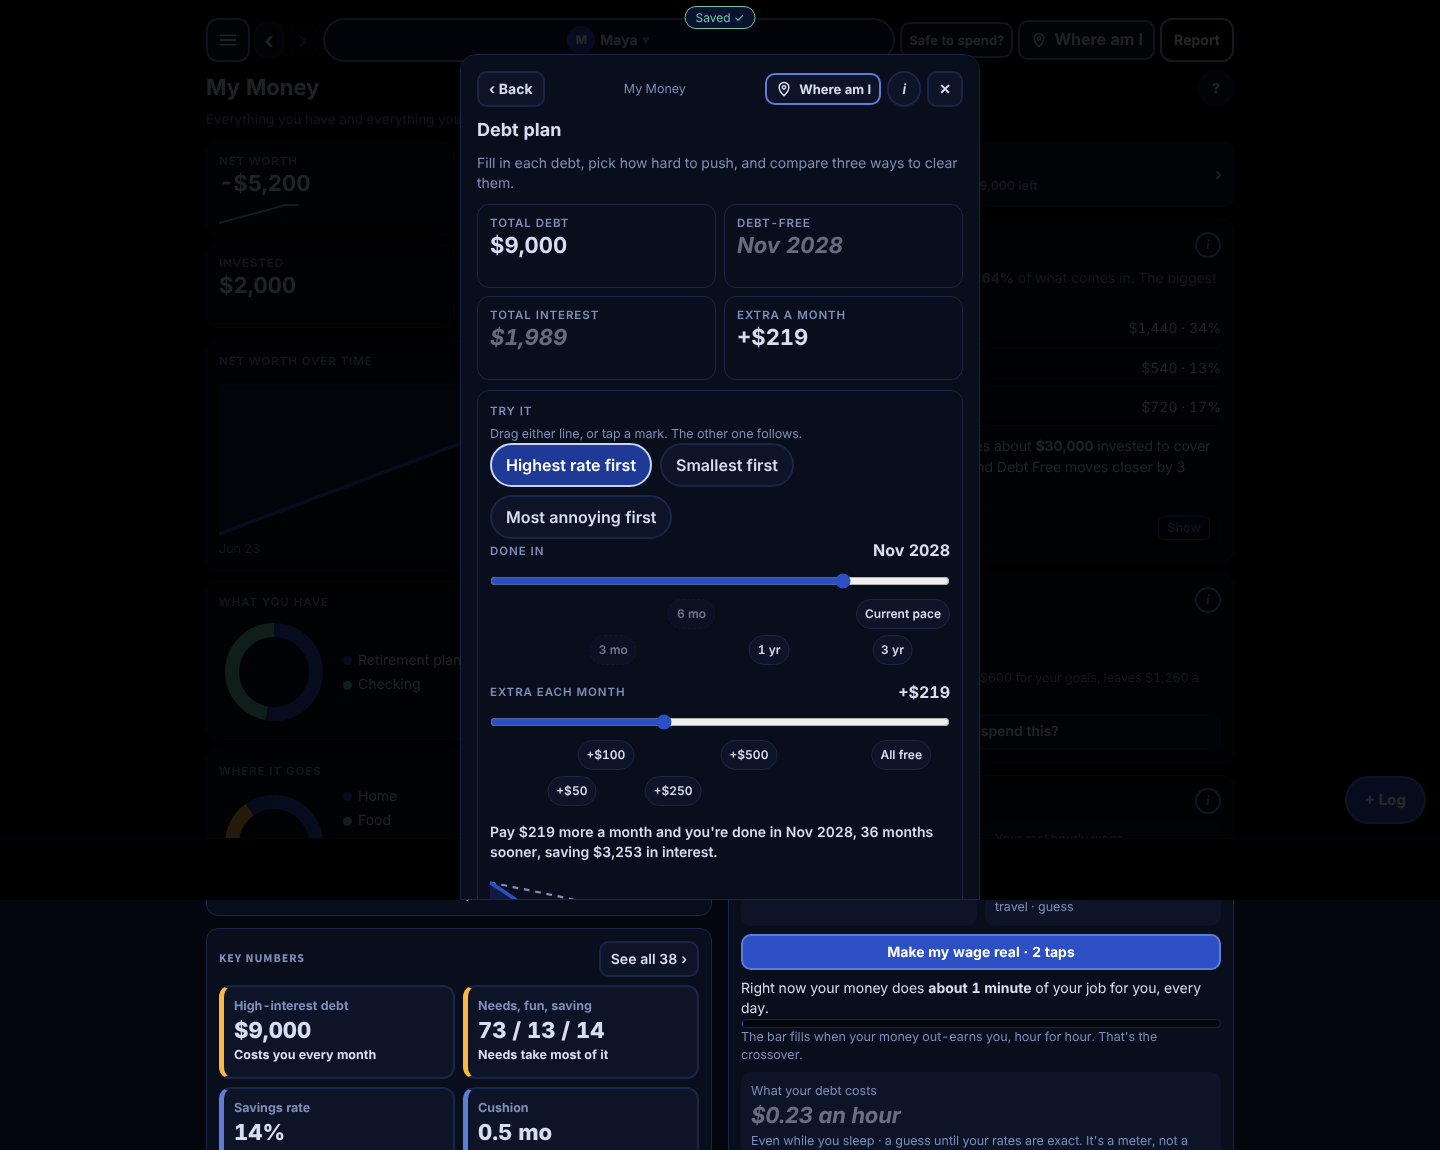 Saved ✓
M Maya ▾
Safe to spend?
Where am I
Report
My Money
?
Everything you have and everything you
NET WORTH
-$5,200
INVESTED
$2,000
NET WORTH OVER TIME
Jun 23
WHAT YOU HAVE
Retirement plan
Checking
WHERE IT GOES
Home
Food
‹ Back
My Money
Where am I
i
✕
Debt plan
Fill in each debt, pick how hard to push, and compare three ways to clear
them.
TOTAL DEBT
$9,000
DEBT-FREE
Nov 2028
TOTAL INTEREST
$1,989
EXTRA A MONTH
+$219
TRY IT
Drag either line, or tap a mark. The other one follows.
Highest rate first
Smallest first
Most annoying first
DONE IN
Nov 2028
6 mo
Current pace
3 mo
1 yr
3 yr
EXTRA EACH MONTH
+$219
+$100
+$500
All free
+$50
+$250
Pay $219 more a month and you're done in Nov 2028, 36 months
sooner, saving $3,253 in interest.
9,000 left
›
i
64% of what comes in. The biggest
$1,440 · 34%
$540 · 13%
$720 · 17%
es about $30,000 invested to cover
nd Debt Free moves closer by 3
Show
i
$600 for your goals, leaves $1,260 a
spend this?
i
+ Log
travel · guess
Make my wage real · 2 taps
Right now your money does about 1 minute of your job for you, every
day.
The bar fills when your money out-earns you, hour for hour. That's the
crossover.
What your debt costs
$0.23 an hour
Even while you sleep · a guess until your rates are exact. It's a meter, not a
KEY NUMBERS
See all 38 ›
High-interest debt
$9,000
Costs you every month
Needs, fun, saving
73 / 13 / 14
Needs take most of it
Savings rate
14%
Cushion
0.5 mo